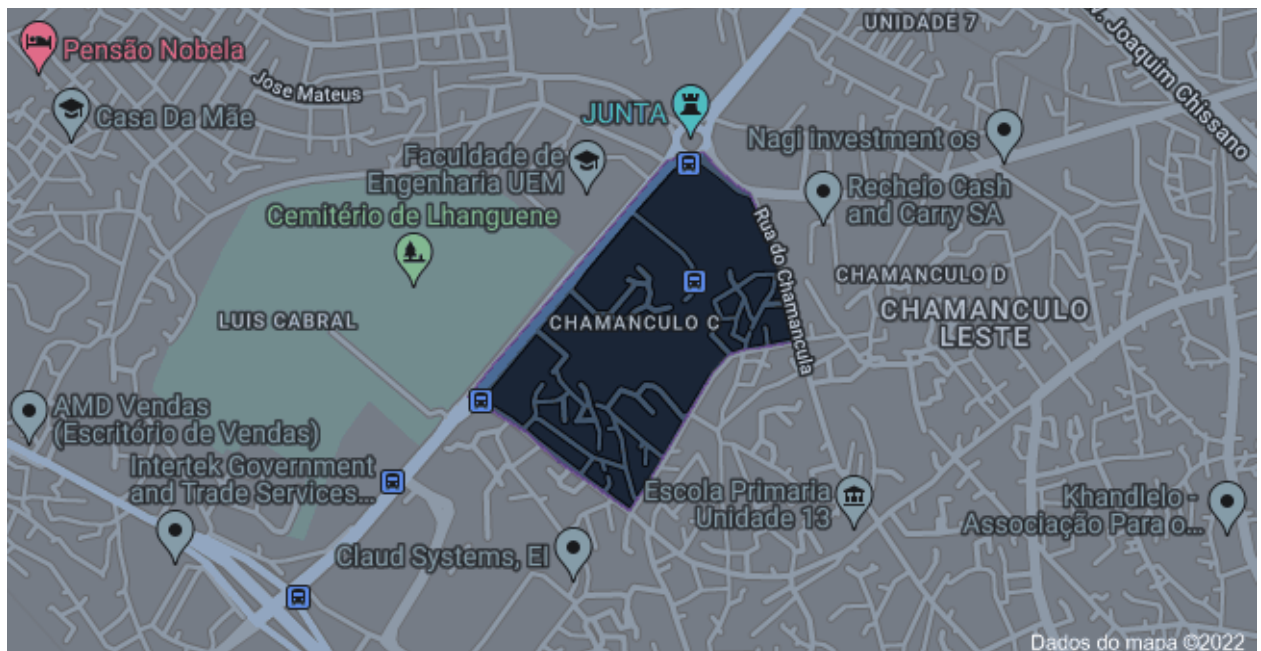 UNIDADE 7
J. Joaquim Chissano
Pensão Nobela
Jose Mateus
Casa Da Mãe
JUNTA
Nagi investment os
Faculdade de
Engenharia UEM
Recheio Cash
and Carry SA
Cemitério de Lhanguene
Rua do Chamancula
CHAMANCULO D
LUIS CABRAL
CHAMANCULO C
CHAMANCULO
LESTE
AMD Vendas
(Escritório de Vendas)
Intertek Government
and Trade Services...
Escola Primaria
Unidade 13
Khandlelo -
Associação Para o...
Claud Systems, EI
Dados do mapa ©2022